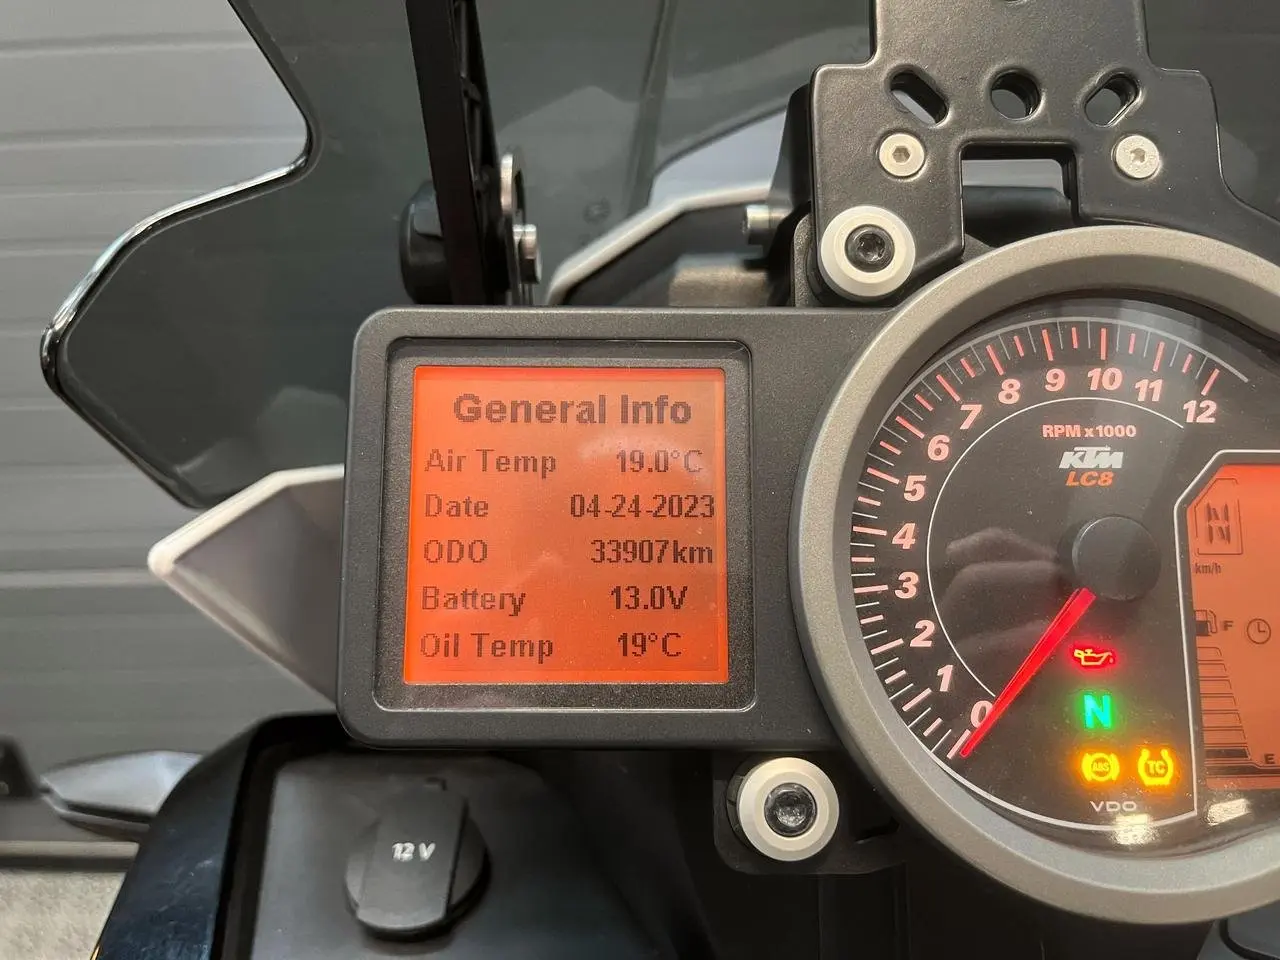 General Info
Air Temp 19.0°C
Date 04-24-2023
ODO 33907km
Battery 13.0V
Oil Temp 19°C
12 V
0 1 2 3 4 5 6 7 8 9 10 11 12
RPM x1000
KTM
LC8
N
ABS TC
VDO
km/h
F
E